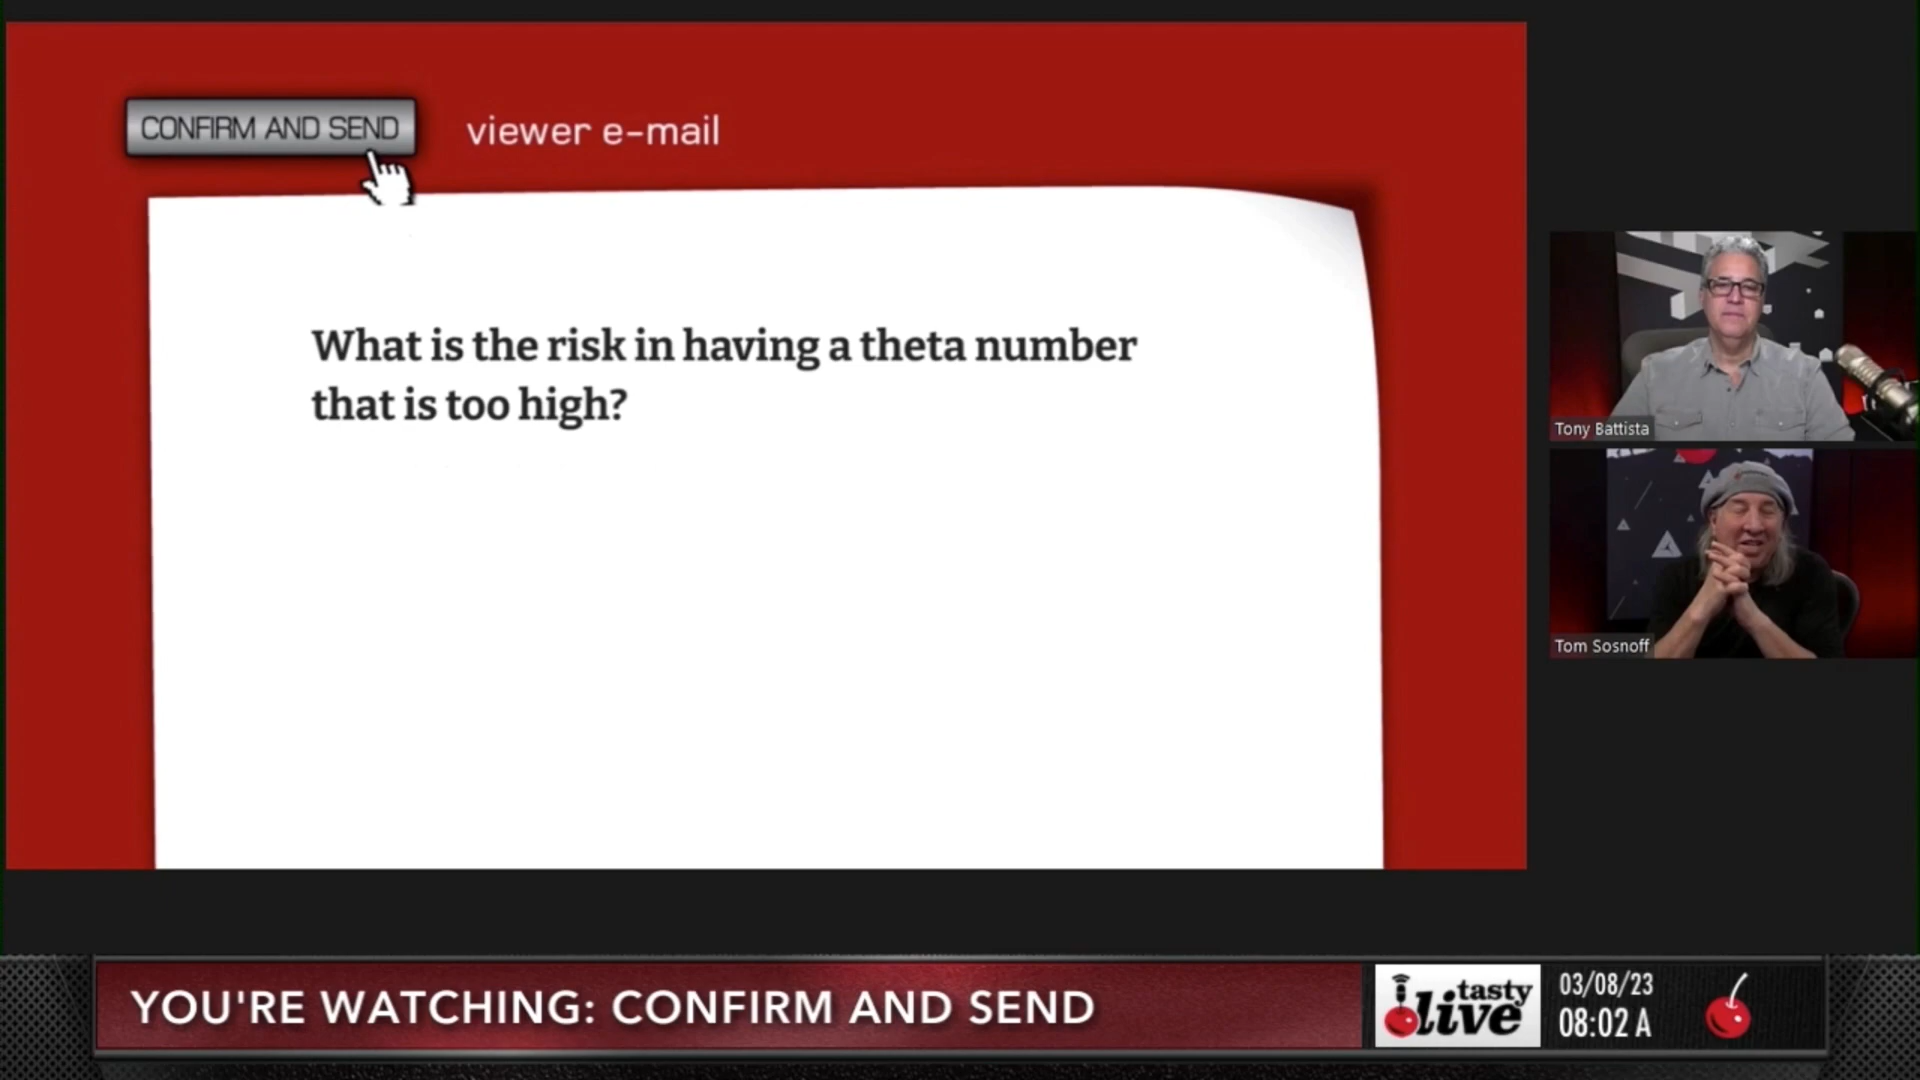 CONFIRM AND SEND
viewer e-mail
What is the risk in having a theta number
that is too high?
Tony Battista
Tom Sosnoff
YOU'RE WATCHING: CONFIRM AND SEND
tasty
live
03/08/23
08:02 A